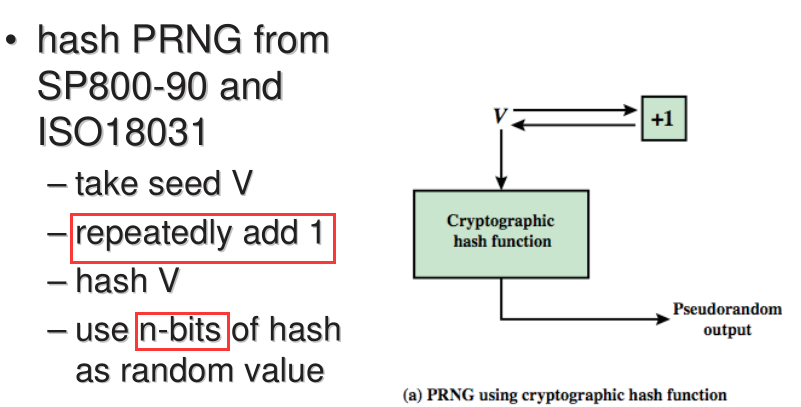 • hash PRNG from
SP800-90 and
ISO18031
– take seed V
– repeatedly add 1
– hash V
– use n-bits of hash
as random value
V
+1
Cryptographic
hash function
Pseudorandom
output
(a) PRNG using cryptographic hash function